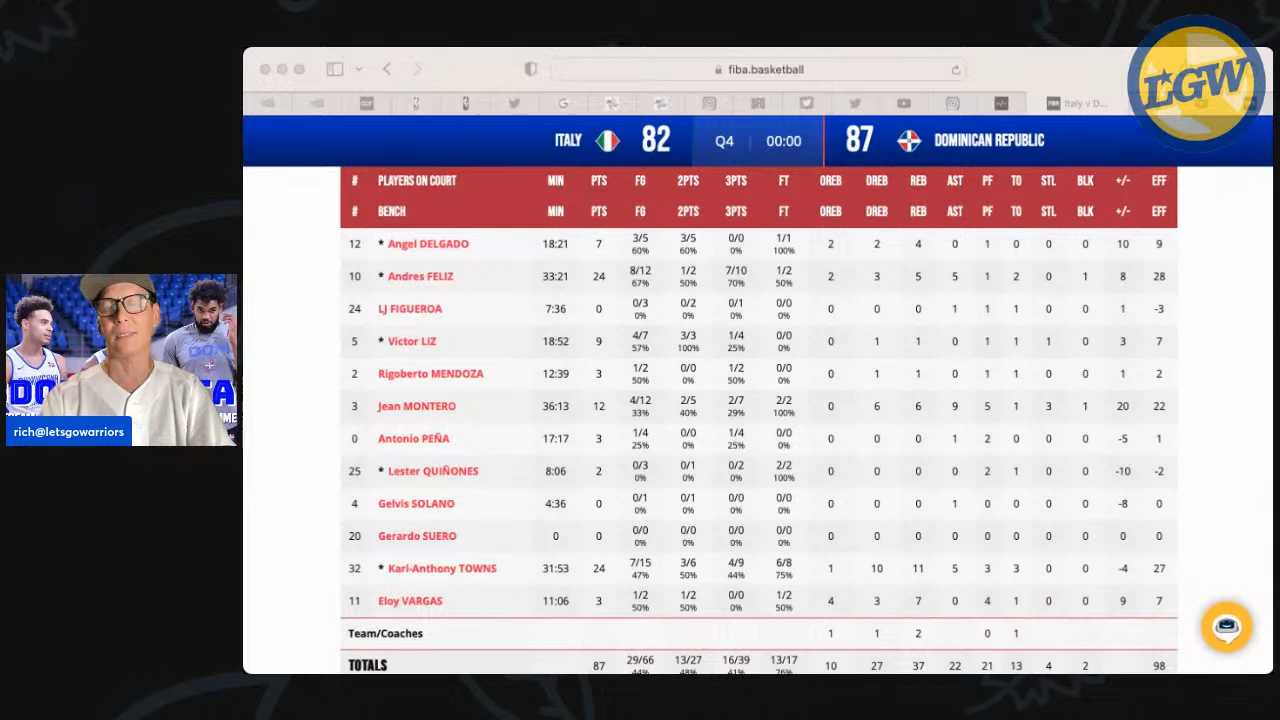 LGW
fiba.basketball
Italy v D...
ITALY 82 Q4 00:00 87 DOMINICAN REPUBLIC
# PLAYERS ON COURT MIN PTS FG 2PTS 3PTS FT OREB DREB REB AST PF TO STL BLK +/- EFF
# BENCH MIN PTS FG 2PTS 3PTS FT OREB DREB REB AST PF TO STL BLK +/- EFF
3/5 3/5 0/0 1/1
12 * Angel DELGADO 18:21 7 2 2 4 0 1 0 0 0 10 9
60% 60% 0% 100%
8/12 1/2 7/10 1/2
10 * Andres FELIZ 33:21 24 2 3 5 5 1 2 0 1 8 28
67% 50% 70% 50%
0/3 0/2 0/1 0/0
24 LJ FIGUEROA 7:36 0 0 0 0 1 1 1 0 0 1 -3
0% 0% 0% 0%
4/7 3/3 1/4 0/0
5 * Victor LIZ 18:52 9 0 1 1 0 1 1 1 0 3 7
57% 100% 25% 0%
1/2 0/0 1/2 0/0
2 Rigoberto MENDOZA 12:39 3 0 1 1 0 1 1 0 0 1 2
50% 0% 50% 0%
4/12 2/5 2/7 2/2
3 Jean MONTERO 36:13 12 0 6 6 9 5 1 3 1 20 22
33% 40% 29% 100%
1/4 0/0 1/4 0/0
0 Antonio PEÑA 17:17 3 0 0 0 1 2 0 0 0 -5 1
25% 0% 25% 0%
0/3 0/1 0/2 2/2
25 * Lester QUIÑONES 8:06 2 0 0 0 0 2 1 0 0 -10 -2
0% 0% 0% 100%
0/1 0/1 0/0 0/0
4 Gelvis SOLANO 4:36 0 0 0 0 1 0 0 0 0 -8 0
0% 0% 0% 0%
0/0 0/0 0/0 0/0
20 Gerardo SUERO 0 0 0 0 0 0 0 0 0 0 0 0
0% 0% 0% 0%
7/15 3/6 4/9 6/8
32 * Karl-Anthony TOWNS 31:53 24 1 10 11 5 3 3 0 0 -4 27
47% 50% 44% 75%
1/2 1/2 0/0 1/2
11 Eloy VARGAS 11:06 3 4 3 7 0 4 1 0 0 9 7
50% 50% 0% 50%
Team/Coaches 1 1 2 0 1
29/66 13/27 16/39 13/17
TOTALS 87 10 27 37 22 21 13 4 2 98
44% 48% 41% 76%
rich@letsgowarriors